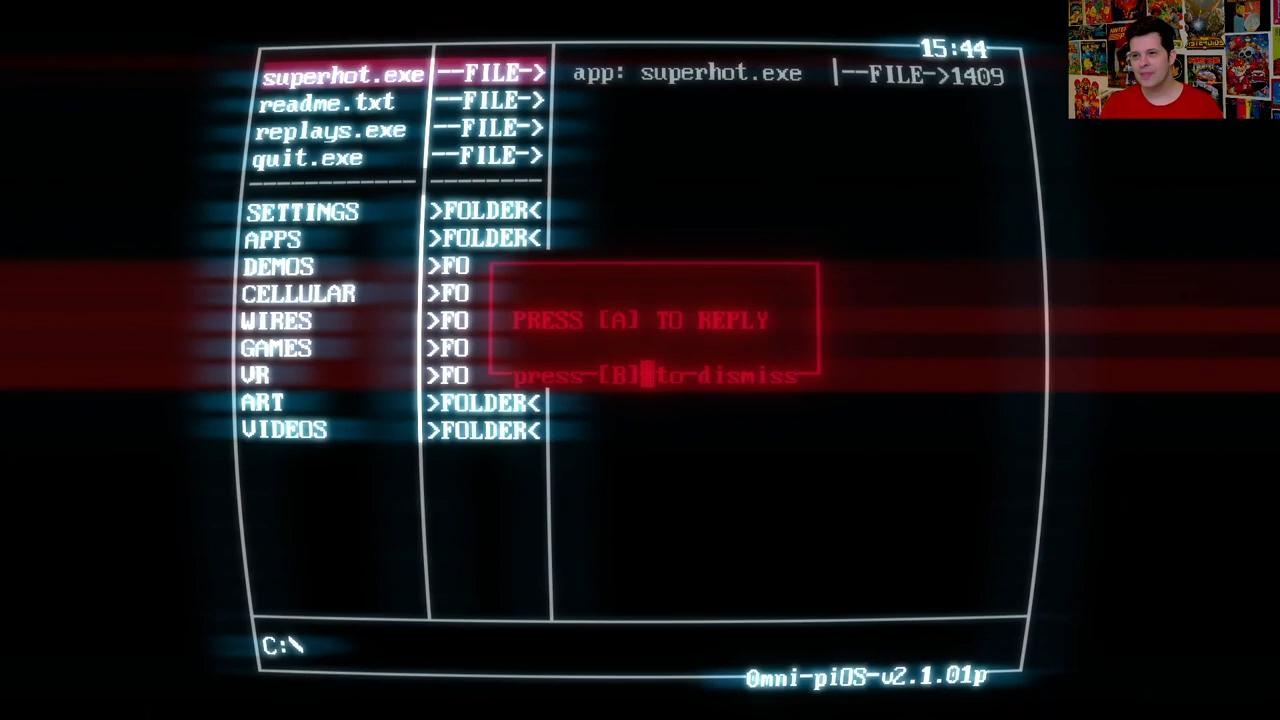 15:44
superhot.exe --FILE-> app: superhot.exe |--FILE->1409
readme.txt --FILE->
replays.exe --FILE->
quit.exe --FILE->
SETTINGS >FOLDER<
APPS >FOLDER<
DEMOS >FO
CELLULAR >FO
WIRES >FO PRESS [A] TO REPLY
GAMES >FO
VR >FO press [B] to dismiss
ART >FOLDER<
VIDEOS >FOLDER<
C:\
0mni-piOS-v2.1.01p